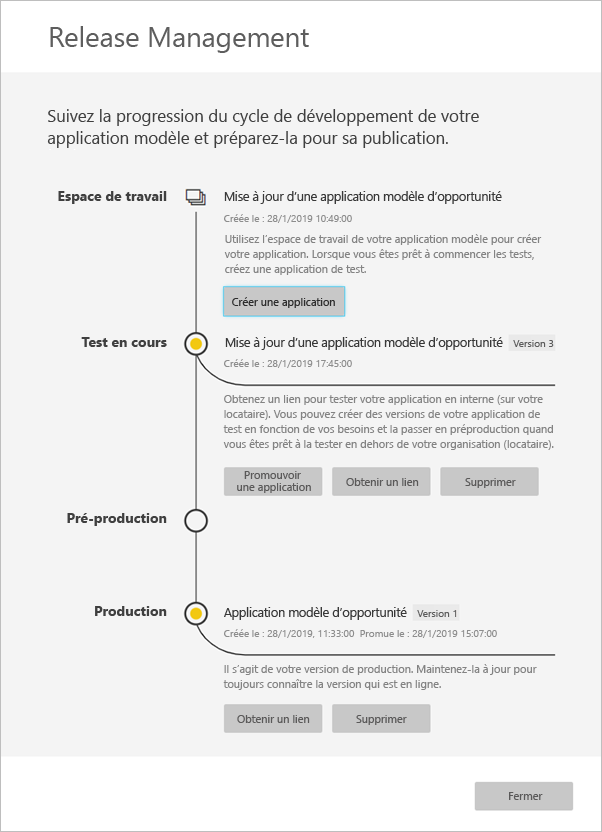 Release Management
Suivez la progression du cycle de développement de votre
application modèle et préparez-la pour sa publication.
Espace de travail
Mise à jour d'une application modèle d'opportunité
Créée le : 28/1/2019 10:49:00
Utilisez l'espace de travail de votre application modèle pour créer
votre application. Lorsque vous êtes prêt à commencer les tests,
créez une application de test.
Créer une application
Test en cours
Mise à jour d'une application modèle d'opportunité Version 3
Créée le : 28/1/2019 17:45:00
Obtenez un lien pour tester votre application en interne (sur votre
locataire). Vous pouvez créer des versions de votre application de
test en fonction de vos besoins et la passer en préproduction quand
vous êtes prêt à la tester en dehors de votre organisation (locataire).
Promouvoir
une application
Obtenir un lien
Supprimer
Pré-production
Production
Application modèle d'opportunité Version 1
Créée le : 28/1/2019, 11:33:00 Promue le : 28/1/2019 15:07:00
Il s'agit de votre version de production. Maintenez-la à jour pour
toujours connaître la version qui est en ligne.
Obtenir un lien
Supprimer
Fermer